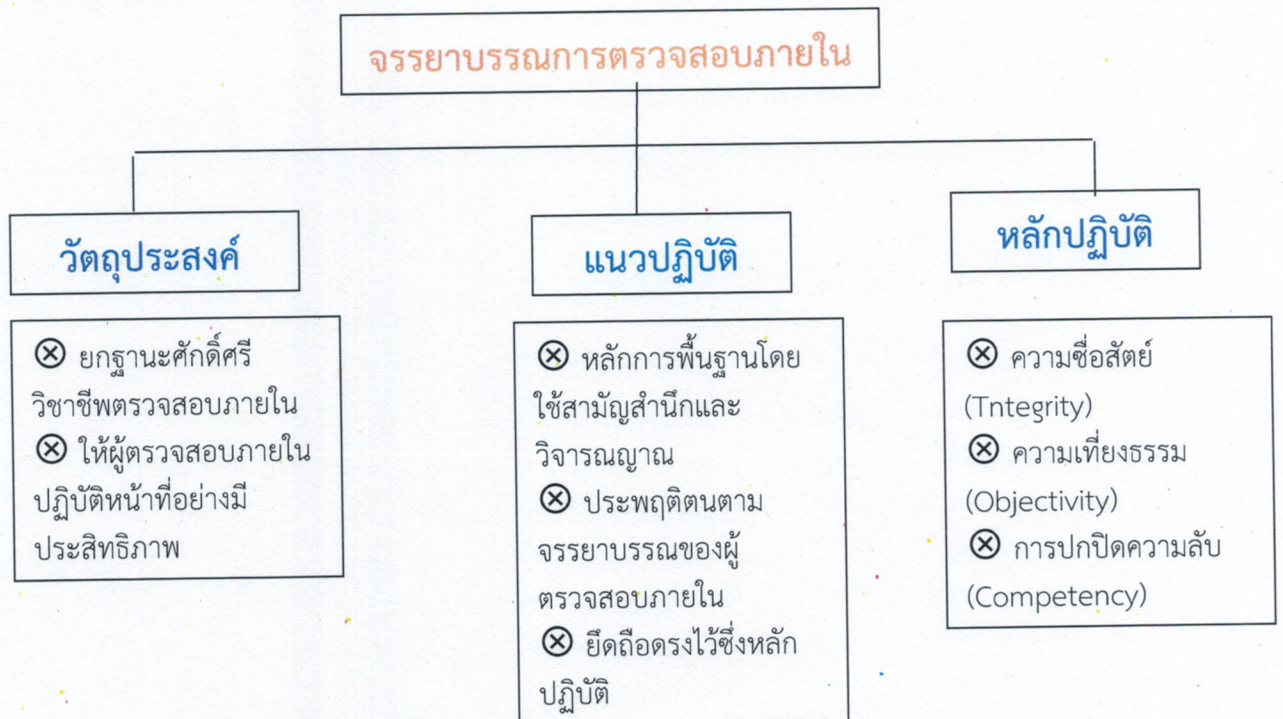 จรรยาบรรณการตรวจสอบภายใน
วัตถุประสงค์
⊗ ยกฐานะศักดิ์ศรี
วิชาชีพตรวจสอบภายใน
⊗ ให้ผู้ตรวจสอบภายใน
ปฏิบัติหน้าที่อย่างมี
ประสิทธิภาพ
แนวปฏิบัติ
⊗ หลักการพื้นฐานโดย
ใช้สามัญสำนึกและ
วิจารณญาณ
⊗ ประพฤติตนตาม
จรรยาบรรณของผู้
ตรวจสอบภายใน
⊗ ยึดถือดรงไว้ซึ่งหลัก
ปฏิบัติ
หลักปฏิบัติ
⊗ ความซื่อสัตย์
(Tntegrity)
⊗ ความเที่ยงธรรม
(Objectivity)
⊗ การปกปิดความลับ
(Competency)